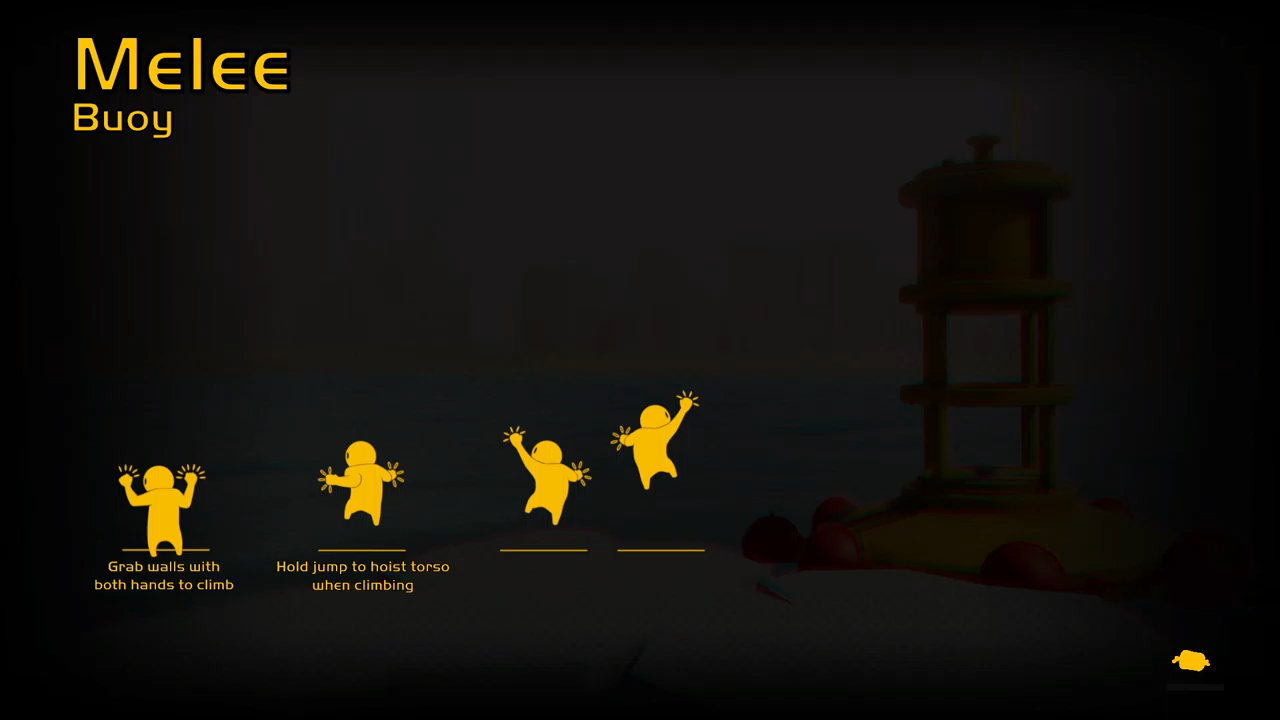 Melee
Buoy
Grab walls with
both hands to climb
Hold jump to hoist torso
when climbing